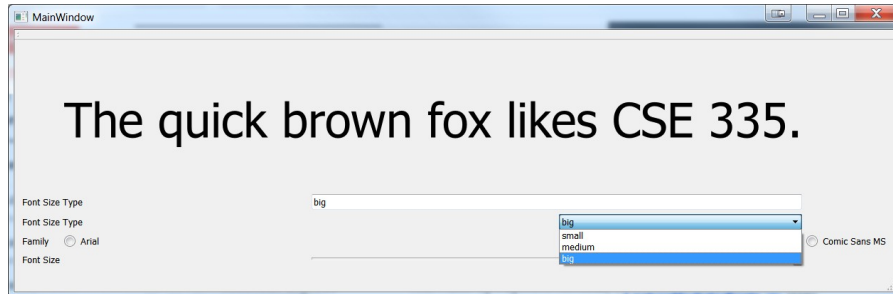 MainWindow
The quick brown fox likes CSE 335.
Font Size Type big
Font Size Type big
small
medium
big
Family Arial Comic Sans MS
Font Size